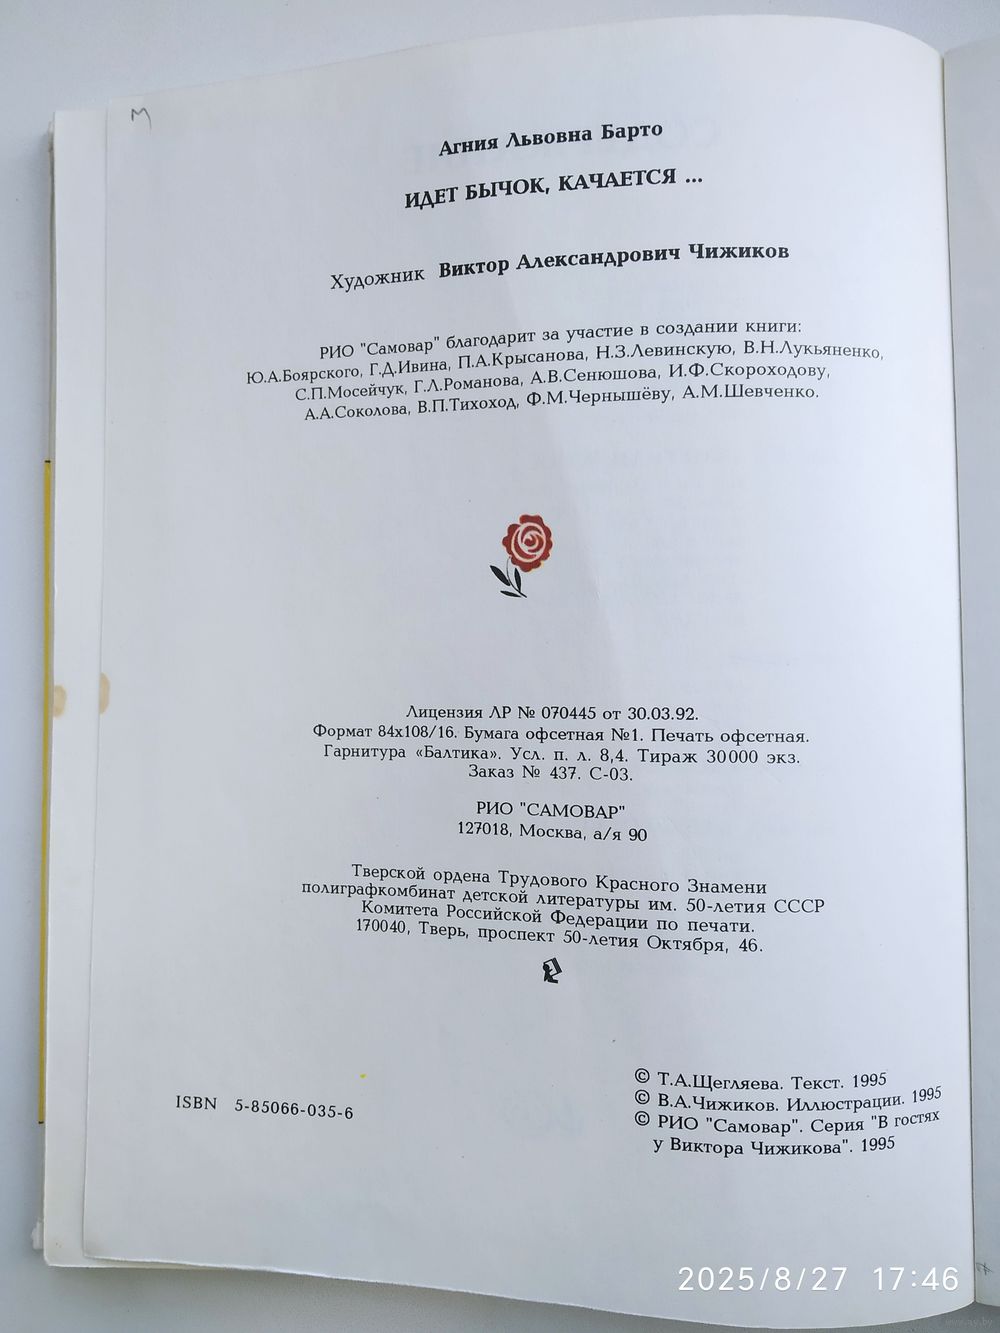 М
Агния Львовна Барто
ИДЕТ БЫЧОК, КАЧАЕТСЯ ...
Художник Виктор Александрович Чижиков
РИО "Самовар" благодарит за участие в создании книги:
Ю.А.Боярского, Г.Д.Ивина, П.А.Крысанова, Н.З.Левинскую, В.Н.Лукьяненко,
С.П.Мосейчук, Г.Л.Романова, А.В.Сенюшова, И.Ф.Скороходову,
А.А.Соколова, В.П.Тихоход, Ф.М.Чернышёву, А.М.Шевченко.
Лицензия ЛР № 070445 от 30.03.92.
Формат 84х108/16. Бумага офсетная №1. Печать офсетная.
Гарнитура «Балтика». Усл. п. л. 8,4. Тираж 30000 экз.
Заказ № 437. С-03.
РИО "САМОВАР"
127018, Москва, а/я 90
Тверской ордена Трудового Красного Знамени
полиграфкомбинат детской литературы им. 50-летия СССР
Комитета Российской Федерации по печати.
170040, Тверь, проспект 50-летия Октября, 46.
ISBN 5-85066-035-6
© Т.А.Щегляева. Текст. 1995
© В.А.Чижиков. Иллюстрации. 1995
© РИО "Самовар". Серия "В гостях
у Виктора Чижикова". 1995
2025/8/27 17:46
www.ay.by